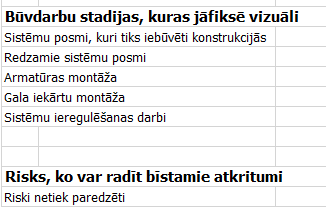 Būvdarbu stadijas, kuras jāfiksē vizuāli
Sistēmu posmi, kuri tiks iebūvēti konstrukcijās
Redzamie sistēmu posmi
Armatūras montāža
Gala iekārtu montāža
Sistēmu ieregulēšanas darbi
Risks, ko var radīt bīstamie atkritumi
Riski netiek paredzēti